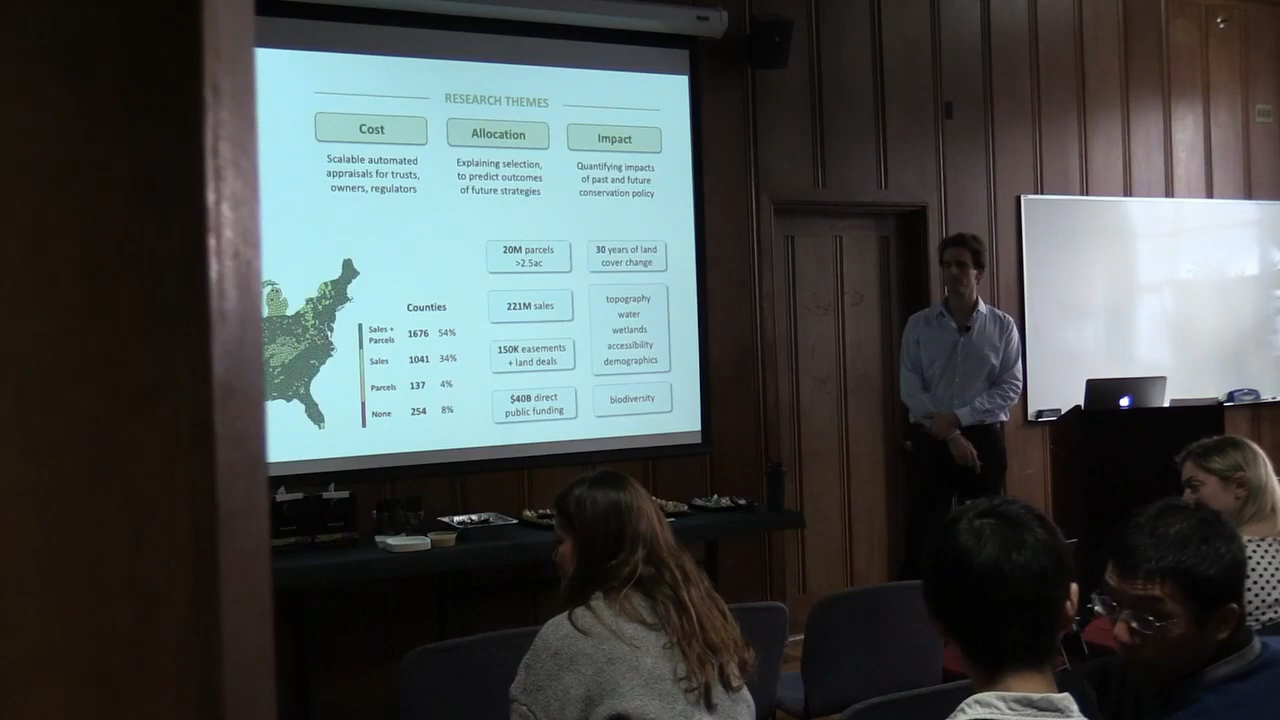 RESEARCH THEMES
Cost
Allocation
Impact
Scalable automated
appraisals for trusts,
owners, regulators
Explaining selection,
to predict outcomes
of future strategies
Quantifying impacts
of past and future
conservation policy
Counties
Sales +
Parcels
1676 54%
Sales 1041 34%
Parcels 137 4%
None 254 8%
20M parcels
>2.5ac
221M sales
150K easements
+ land deals
$40B direct
public funding
30 years of land
cover change
topography
water
wetlands
accessibility
demographics
biodiversity